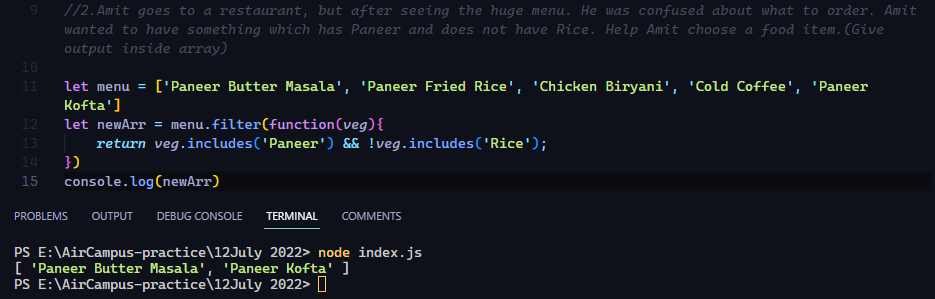 9 //2.Amit goes to a restaurant, but after seeing the huge menu. He was confused about what to order. Amit
wanted to have something which has Paneer and does not have Rice. Help Amit choose a food item.(Give
output inside array)
10
11 let menu = ['Paneer Butter Masala', 'Paneer Fried Rice', 'Chicken Biryani', 'Cold Coffee', 'Paneer
Kofta']
12 let newArr = menu.filter(function(veg){
13     return veg.includes('Paneer') && !veg.includes('Rice');
14 })
15 console.log(newArr)
PROBLEMS OUTPUT DEBUG CONSOLE TERMINAL COMMENTS
PS E:\AirCampus-practice\12July 2022> node index.js
[ 'Paneer Butter Masala', 'Paneer Kofta' ]
PS E:\AirCampus-practice\12July 2022>